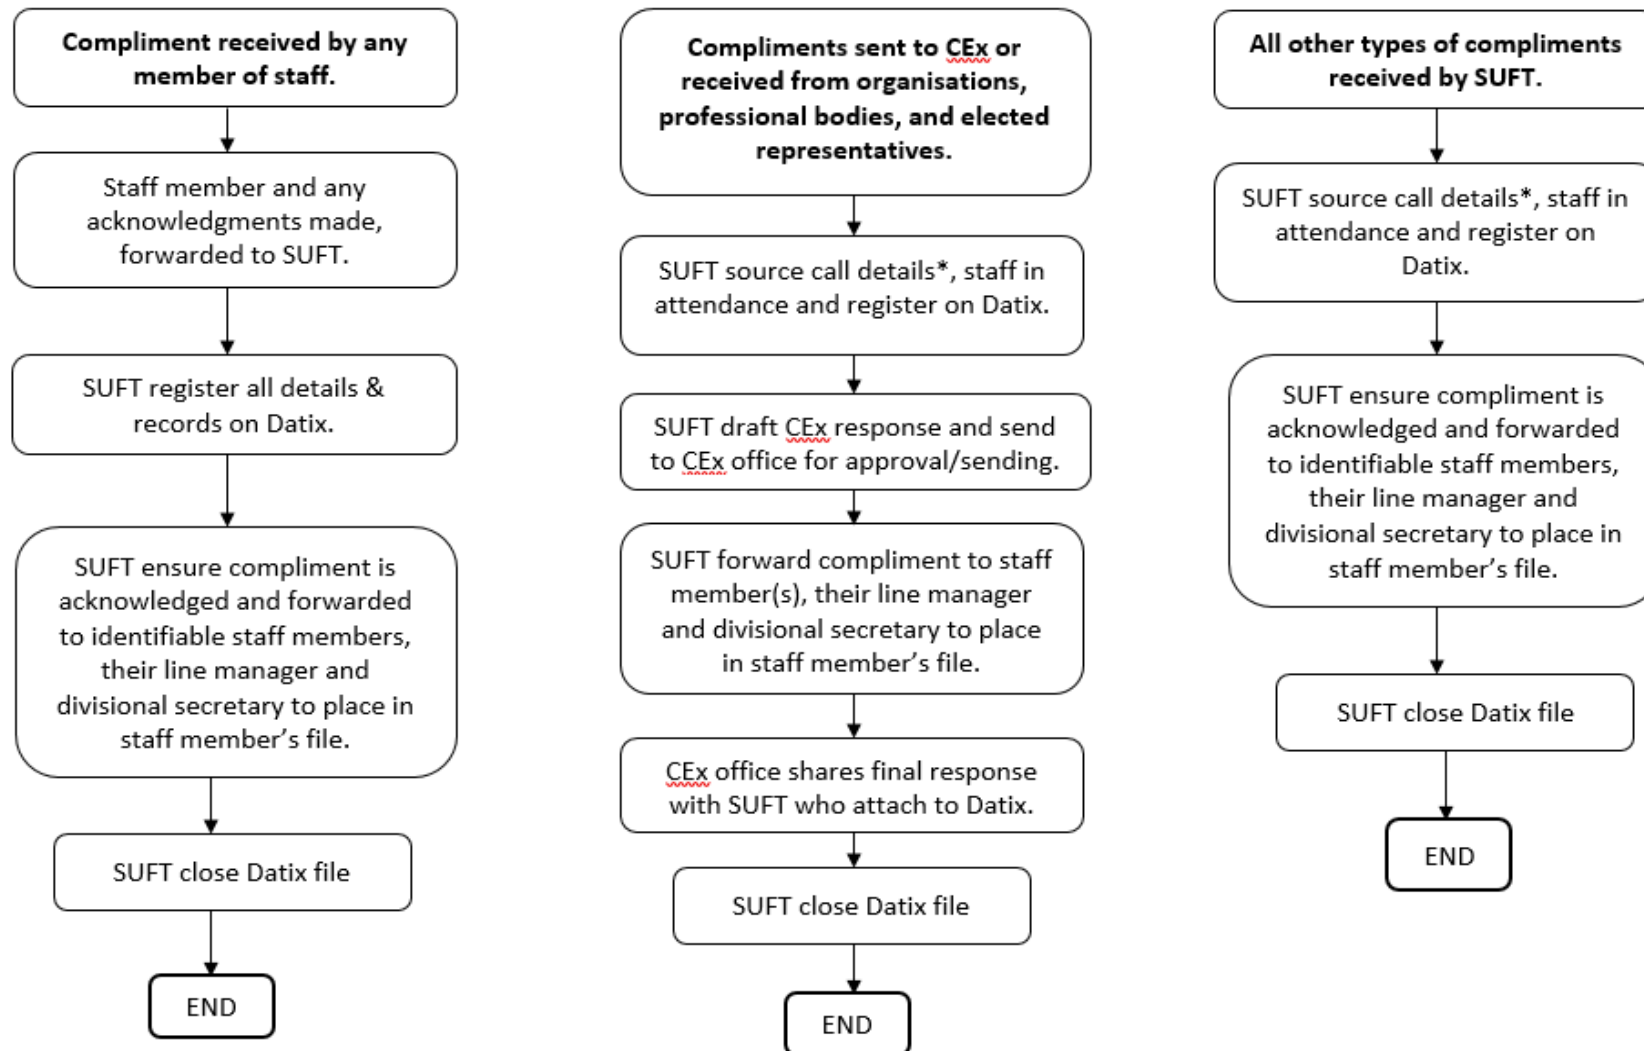 Compliment received by any
member of staff.
Staff member and any
acknowledgments made,
forwarded to SUFT.
SUFT register all details &
records on Datix.
SUFT ensure compliment is
acknowledged and forwarded
to identifiable staff members,
their line manager and
divisional secretary to place in
staff member's file.
SUFT close Datix file
END
Compliments sent to CEx or
received from organisations,
professional bodies, and elected
representatives.
SUFT source call details*, staff in
attendance and register on Datix.
SUFT draft CEx response and send
to CEx office for approval/sending.
SUFT forward compliment to staff
member(s), their line manager
and divisional secretary to place
in staff member's file.
CEx office shares final response
with SUFT who attach to Datix.
SUFT close Datix file
END
All other types of compliments
received by SUFT.
SUFT source call details*, staff in
attendance and register on
Datix.
SUFT ensure compliment is
acknowledged and forwarded
to identifiable staff members,
their line manager and
divisional secretary to place in
staff member's file.
SUFT close Datix file
END